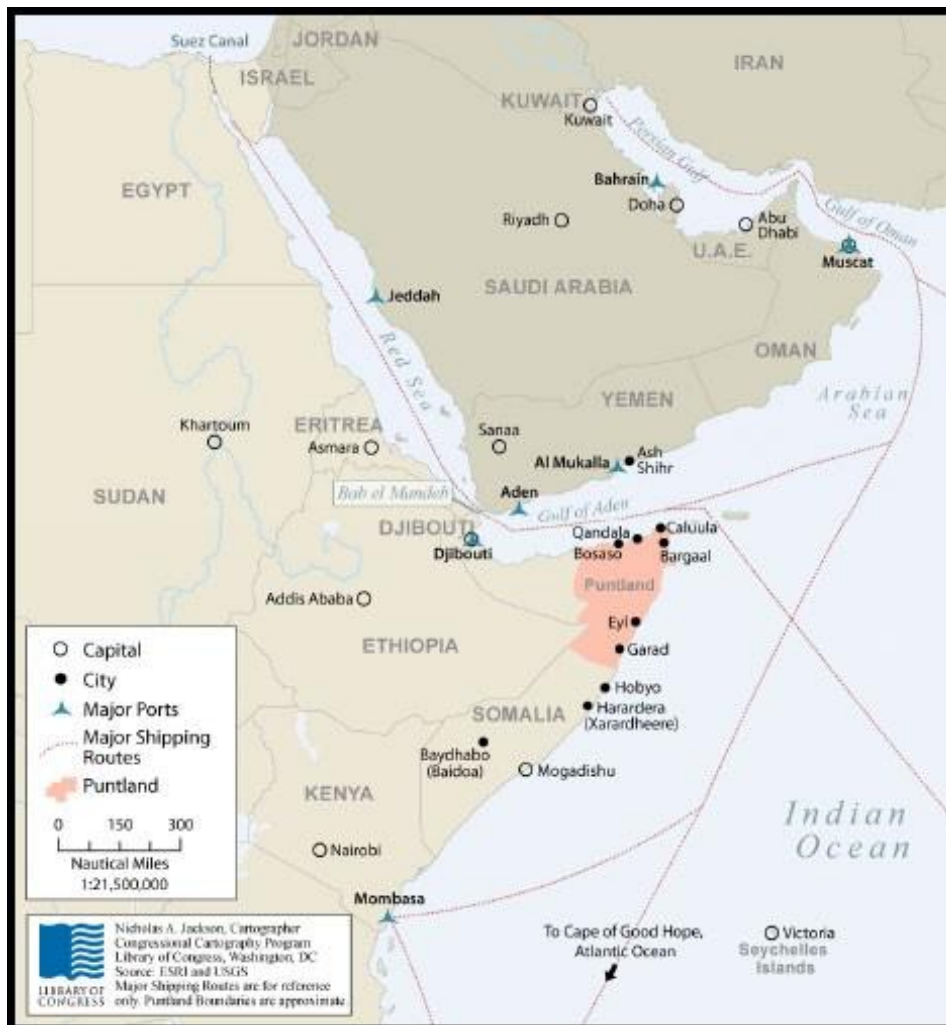 Suez Canal
JORDAN
ISRAEL
IRAN
KUWAIT
Kuwait
Persian Gulf
EGYPT
Bahrain
Doha
Riyadh
Abu
Dhabi
Gulf of Oman
U.A.E.
Muscat
SAUDI ARABIA
Jeddah
Red Sea
OMAN
Arabian
Sea
YEMEN
Khartoum
ERITREA
Asmara
Sanaa
Al Mukalla
Ash
Shihr
SUDAN
Bab el Mandeb
Aden
Gulf of Aden
DJIBOUTI
Djibouti
Qandala
Caluula
Bosaso
Bargaal
Puntland
Addis Ababa
Eyl
ETHIOPIA
Garad
Hobyo
SOMALIA
Harardera
(Xarardheere)
Baydhabo
(Baidoa)
Mogadishu
KENYA
Indian
Ocean
Nairobi
Mombasa
To Cape of Good Hope,
Atlantic Ocean
Victoria
Seychelles
Islands
Capital
City
Major Ports
Major Shipping
Routes
Puntland
0 150 300
Nautical Miles
1:21,500,000
LIBRARY OF
CONGRESS
Nicholas A. Jackson, Cartographer
Congressional Cartography Program
Library of Congress, Washington, DC
Source: ESRI and USGS
Major Shipping Routes are for reference
only. Puntland Boundaries are approximate.